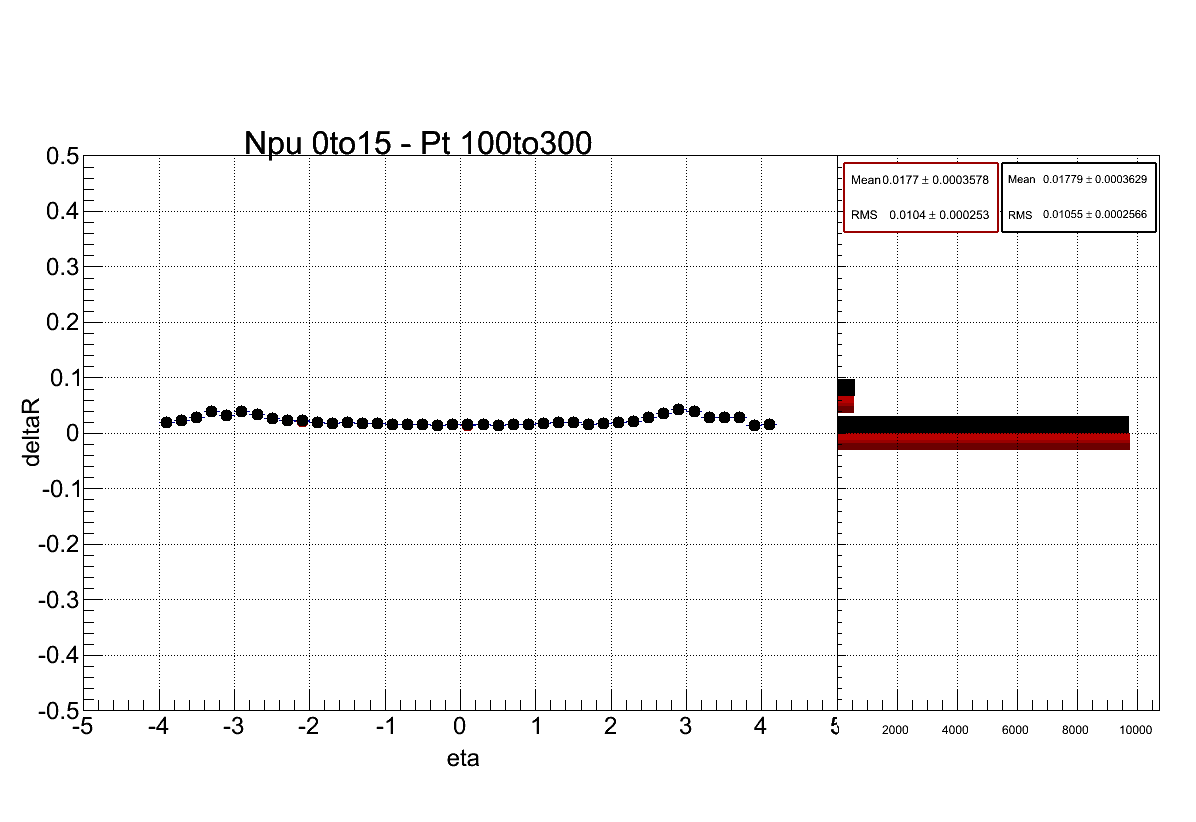 Npu 0to15 - Pt 100to300
0.5
0.4
0.3
0.2
0.1
0
-0.1
-0.2
-0.3
-0.4
-0.5
deltaR
-5 -4 -3 -2 -1 0 1 2 3 4
eta
Mean 0.0177 ± 0.0003578
RMS 0.0104 ± 0.000253
Mean 0.01779 ± 0.0003629
RMS 0.01055 ± 0.0002566
2000 4000 6000 8000 10000